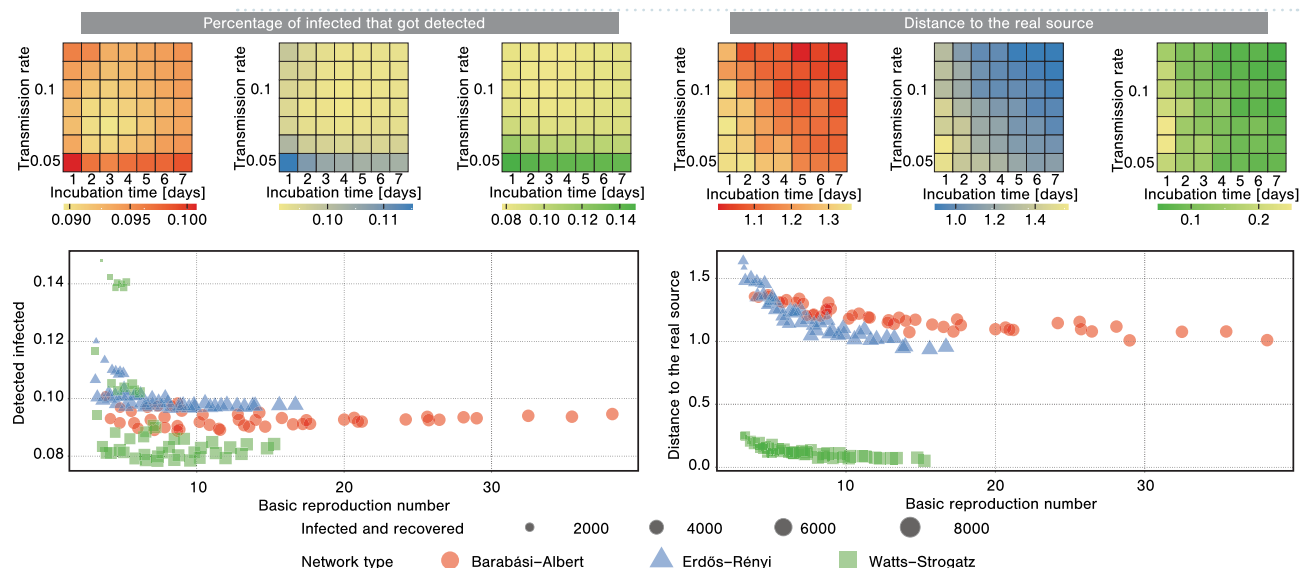 Percentage of infected that got detected
Distance to the real source
Transmission rate
0.1
0.05
1 2 3 4 5 6 7
Incubation time [days]
0.090 0.095 0.100
Transmission rate
0.1
0.05
1 2 3 4 5 6 7
Incubation time [days]
0.10 0.11
Transmission rate
0.1
0.05
1 2 3 4 5 6 7
Incubation time [days]
0.08 0.10 0.12 0.14
Transmission rate
0.1
0.05
1 2 3 4 5 6 7
Incubation time [days]
1.1 1.2 1.3
Transmission rate
0.1
0.05
1 2 3 4 5 6 7
Incubation time [days]
1.0 1.2 1.4
Transmission rate
0.1
0.05
1 2 3 4 5 6 7
Incubation time [days]
0.1 0.2
Detected infected
0.14
0.12
0.10
0.08
10 20 30
Basic reproduction number
Distance to the real source
1.5
1.0
0.5
0.0
10 20 30
Basic reproduction number
Infected and recovered 2000 4000 6000 8000
Network type Barabási–Albert Erdős–Rényi Watts–Strogatz